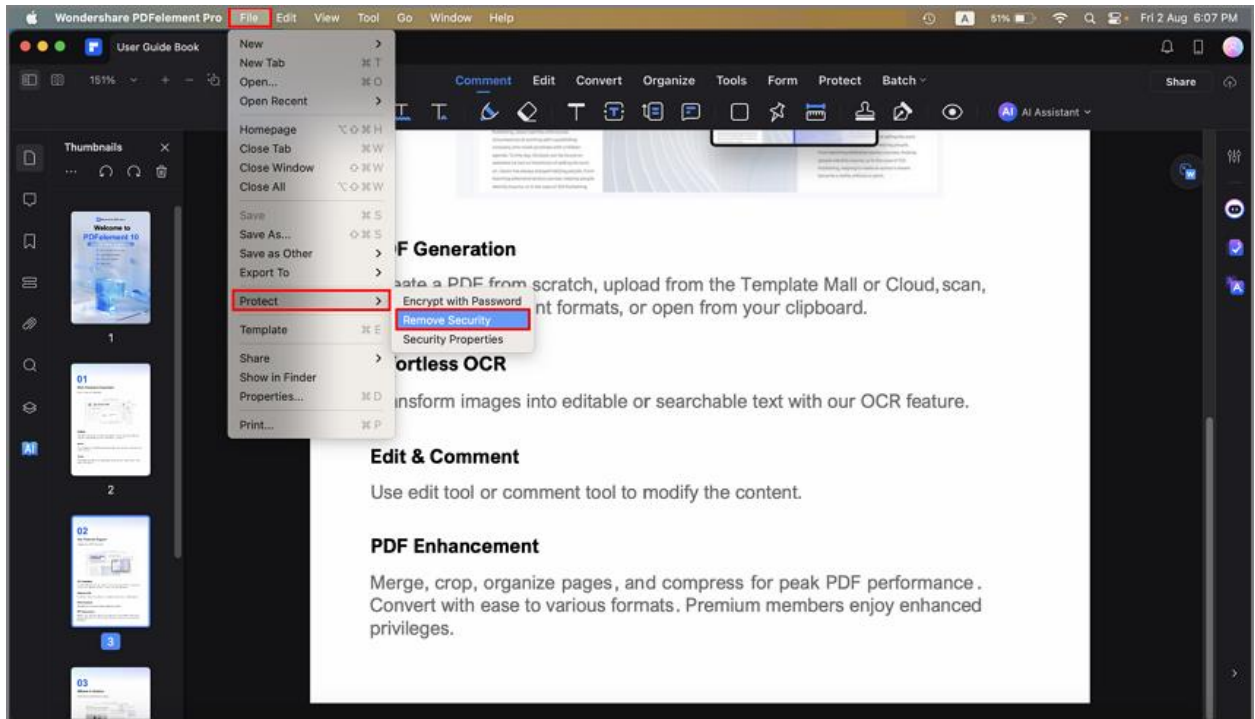 Wondershare PDFelement Pro File Edit View Tool Go Window Help A 51% Fri 2 Aug 6:07 PM
User Guide Book
151% Comment Edit Convert Organize Tools Form Protect Batch Share
AI AI Assistant
New
New Tab ⌘ T
Open... ⌘ O
Open Recent
Homepage ⌥⇧⌘ H
Close Tab ⌘ W
Close Window ⇧⌘ W
Close All ⌥⇧⌘ W
Save ⌘ S
Save As... ⇧⌘ S
Save as Other
Export To
Protect
Template ⌘ E
Share
Show in Finder
Properties... ⌘ D
Print... ⌘ P
Encrypt with Password
Remove Security
Security Properties
Thumbnails
Welcome to
PDFelement 10
1
01
2
02
3
03
AI
F Generation
eate a PDF from scratch, upload from the Template Mall or Cloud, scan,
nt formats, or open from your clipboard.
ortless OCR
nsform images into editable or searchable text with our OCR feature.
Edit & Comment
Use edit tool or comment tool to modify the content.
PDF Enhancement
Merge, crop, organize pages, and compress for peak PDF performance.
Convert with ease to various formats. Premium members enjoy enhanced
privileges.